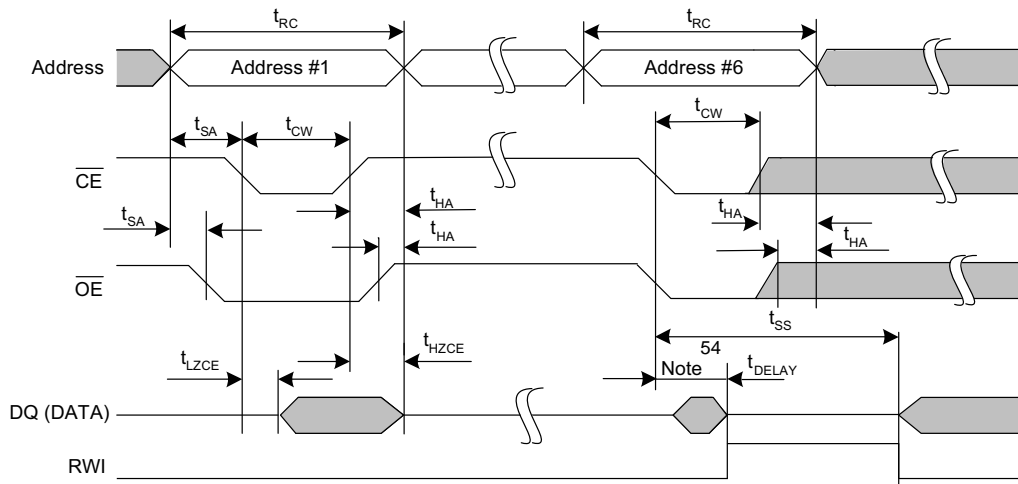 tRC tRC
Address Address #1 Address #6
tSA tCW tCW
CE
tHA tHA
tSA tHA tHA
OE
tSS
tLZCE tHZCE 54
Note tDELAY
DQ (DATA)
RWI